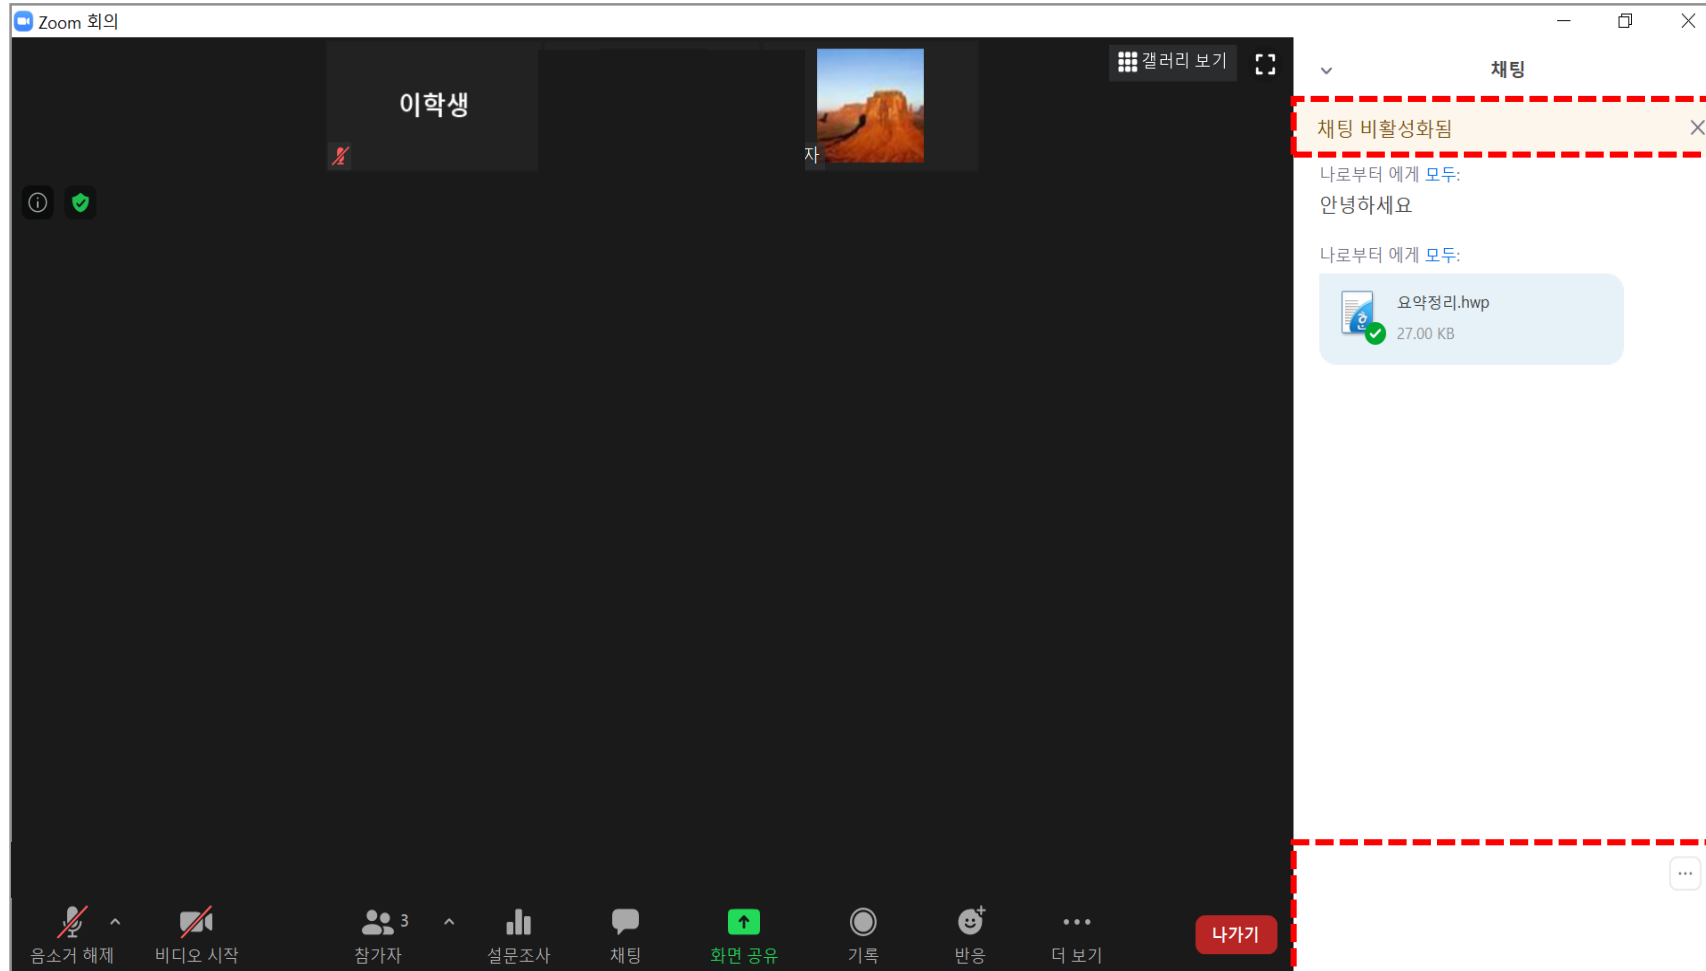 Zoom 회의
이학생
자
갤러리 보기
채팅
채팅 비활성화됨
나로부터 에게 모두:
안녕하세요
나로부터 에게 모두:
요약정리.hwp
27.00 KB
음소거 해제
비디오 시작
3
참가자
설문조사
채팅
화면 공유
기록
반응
더 보기
나가기